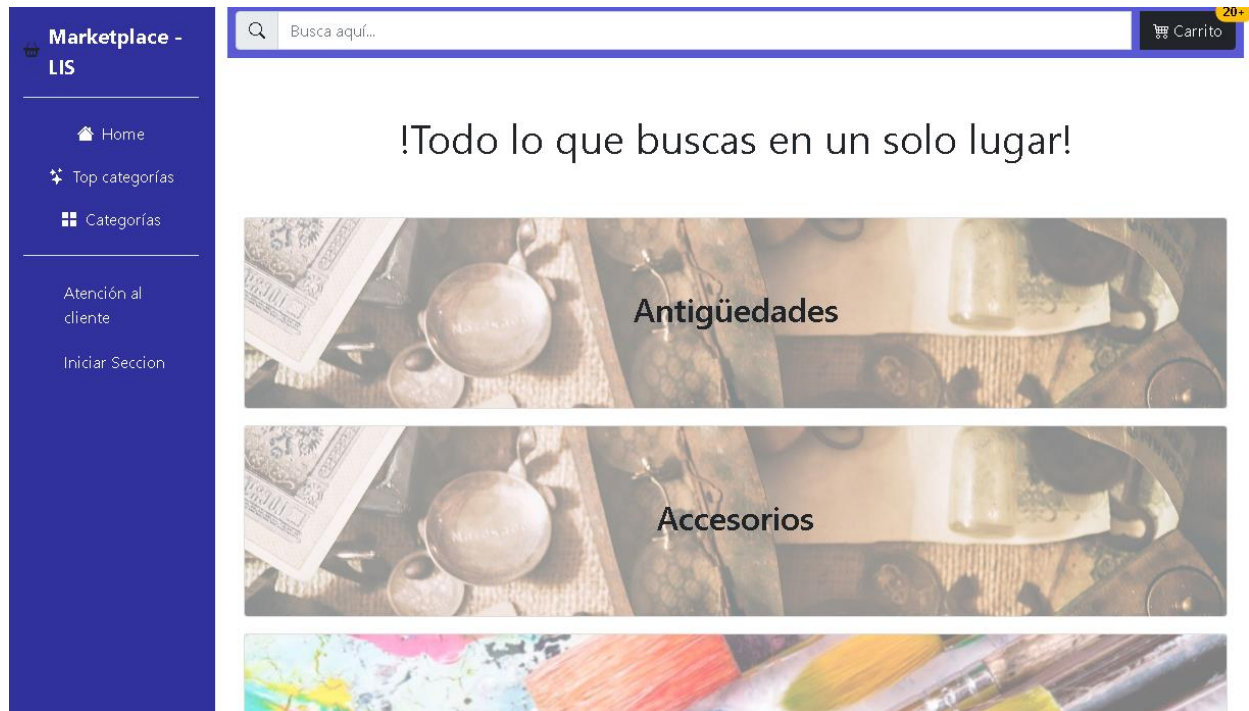 Marketplace -
LIS
Home
Top categorías
Categorías
Atención al
cliente
Iniciar Seccion
Busca aquí...
Carrito
20+
!Todo lo que buscas en un solo lugar!
Antigüedades
Accesorios